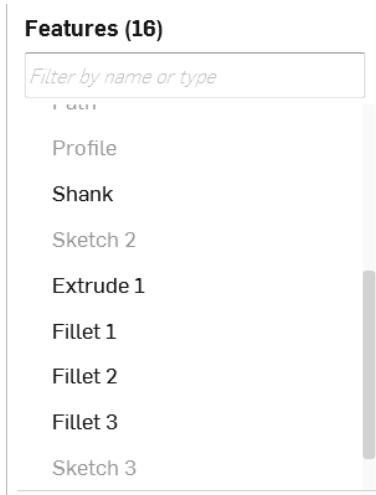 Features (16)
Filter by name or type
Path
Profile
Shank
Sketch 2
Extrude 1
Fillet 1
Fillet 2
Fillet 3
Sketch 3